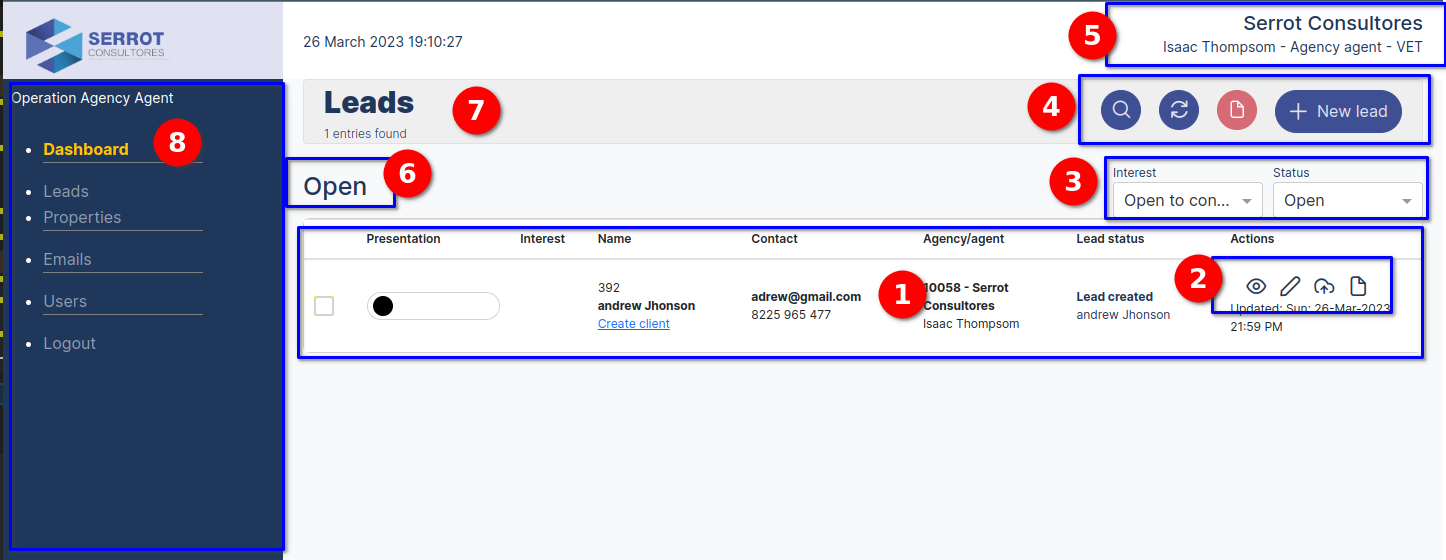 SERROT
CONSULTORES
26 March 2023 19:10:27
Serrot Consultores
Isaac Thompsom - Agency agent - VET
5
Operation Agency Agent
8
Dashboard
Leads
Properties
Emails
Users
Logout
Leads
1 entries found
7
4
New lead
Open
6
3
Interest
Open to con...
Status
Open
Presentation Interest Name Contact Agency/agent Lead status Actions
392
andrew Jhonson
Create client
adrew@gmail.com
8225 965 477
1
10058 - Serrot
Consultores
Isaac Thompsom
Lead created
andrew Jhonson
2
Updated: Sun: 26-Mar-2023
21:59 PM